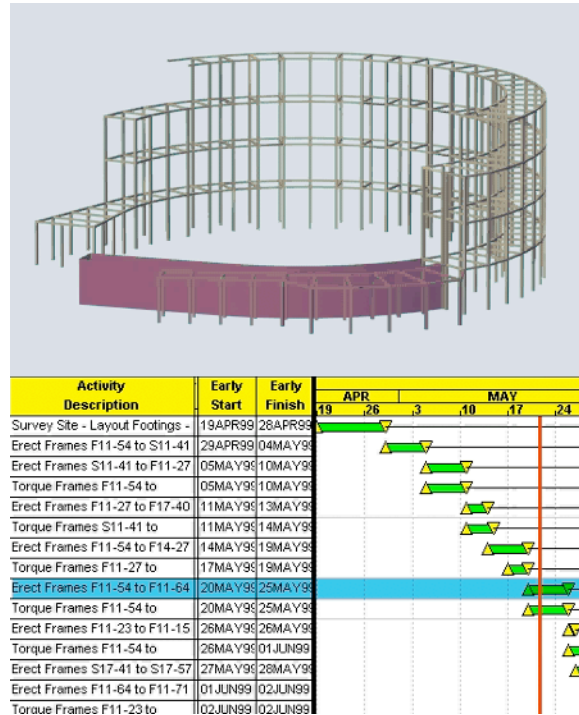 Activity Description Early Start Early Finish
APR MAY
19 26 3 10 17 24
Survey Site - Layout Footings - 19APR99 28APR99
Erect Frames F11-54 to S11-41 29APR99 04MAY99
Erect Frames S11-41 to F11-27 05MAY99 10MAY99
Torque Frames F11-54 to 05MAY99 10MAY99
Erect Frames F11-27 to F17-40 11MAY99 13MAY99
Torque Frames S11-41 to 11MAY99 14MAY99
Erect Frames F11-54 to F14-27 14MAY99 19MAY99
Torque Frames F11-27 to 17MAY99 19MAY99
Erect Frames F11-54 to F11-64 20MAY99 25MAY99
Torque Frames F11-54 to 20MAY99 25MAY99
Erect Frames F11-23 to F11-15 26MAY99 26MAY99
Torque Frames F11-54 to 26MAY99 01JUN99
Erect Frames S17-41 to S17-57 27MAY99 28MAY99
Erect Frames F11-64 to F11-71 01JUN99 02JUN99
Torque Frames F11-23 to 02JUN99 02JUN99